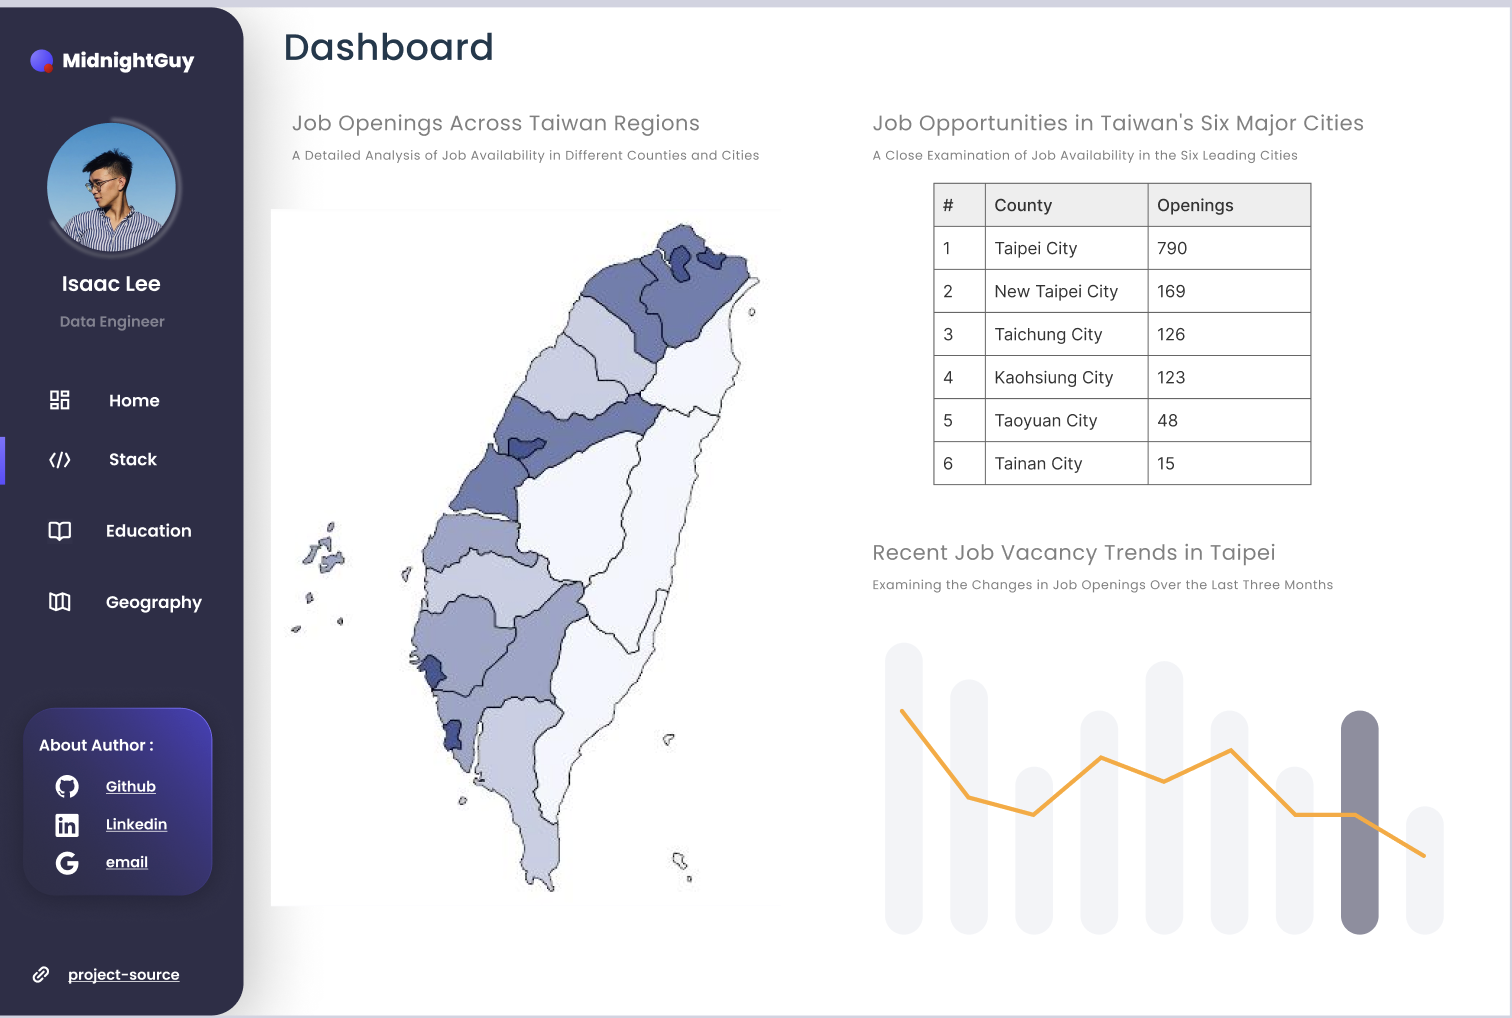 MidnightGuy
Isaac Lee
Data Engineer
Home
Stack
Education
Geography
About Author :
Github
Linkedin
email
project-source
Dashboard
Job Openings Across Taiwan Regions
A Detailed Analysis of Job Availability in Different Counties and Cities
Job Opportunities in Taiwan's Six Major Cities
A Close Examination of Job Availability in the Six Leading Cities
# County Openings
1 Taipei City 790
2 New Taipei City 169
3 Taichung City 126
4 Kaohsiung City 123
5 Taoyuan City 48
6 Tainan City 15
Recent Job Vacancy Trends in Taipei
Examining the Changes in Job Openings Over the Last Three Months